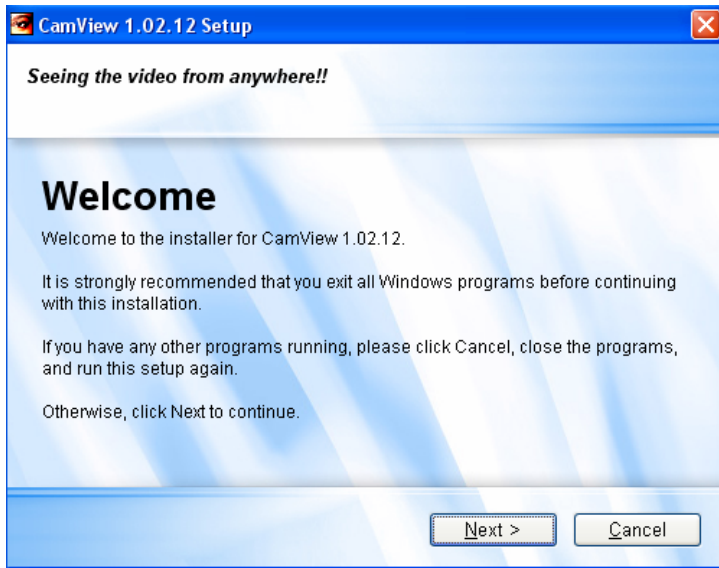 CamView 1.02.12 Setup
Seeing the video from anywhere!!
Welcome
Welcome to the installer for CamView 1.02.12.
It is strongly recommended that you exit all Windows programs before continuing
with this installation.
If you have any other programs running, please click Cancel, close the programs,
and run this setup again.
Otherwise, click Next to continue.
Next >
Cancel